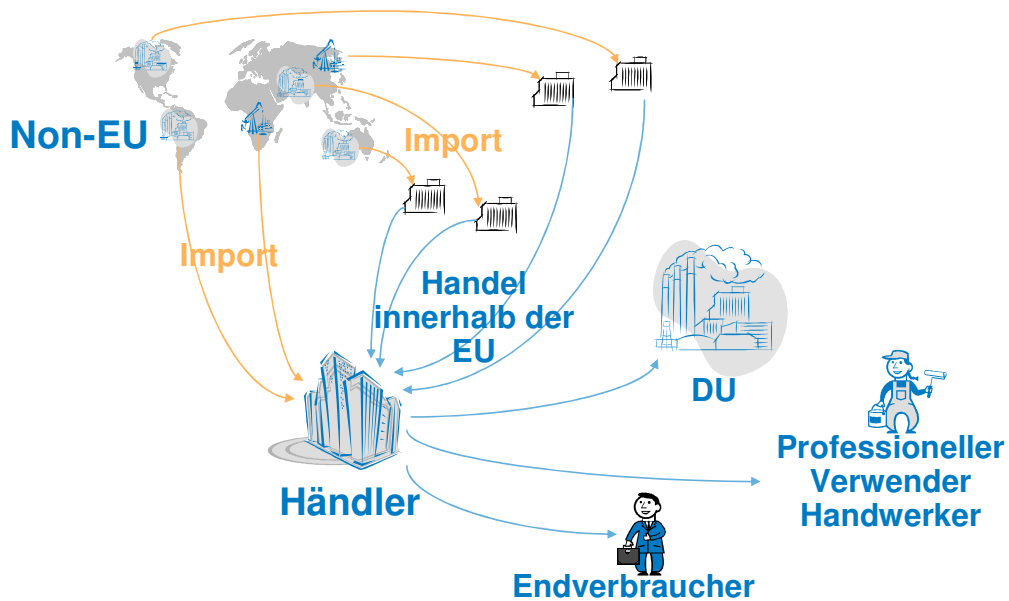 Non-EU
Import
Import
Handel
innerhalb der
EU
DU
Händler
Professioneller
Verwender
Handwerker
Endverbraucher